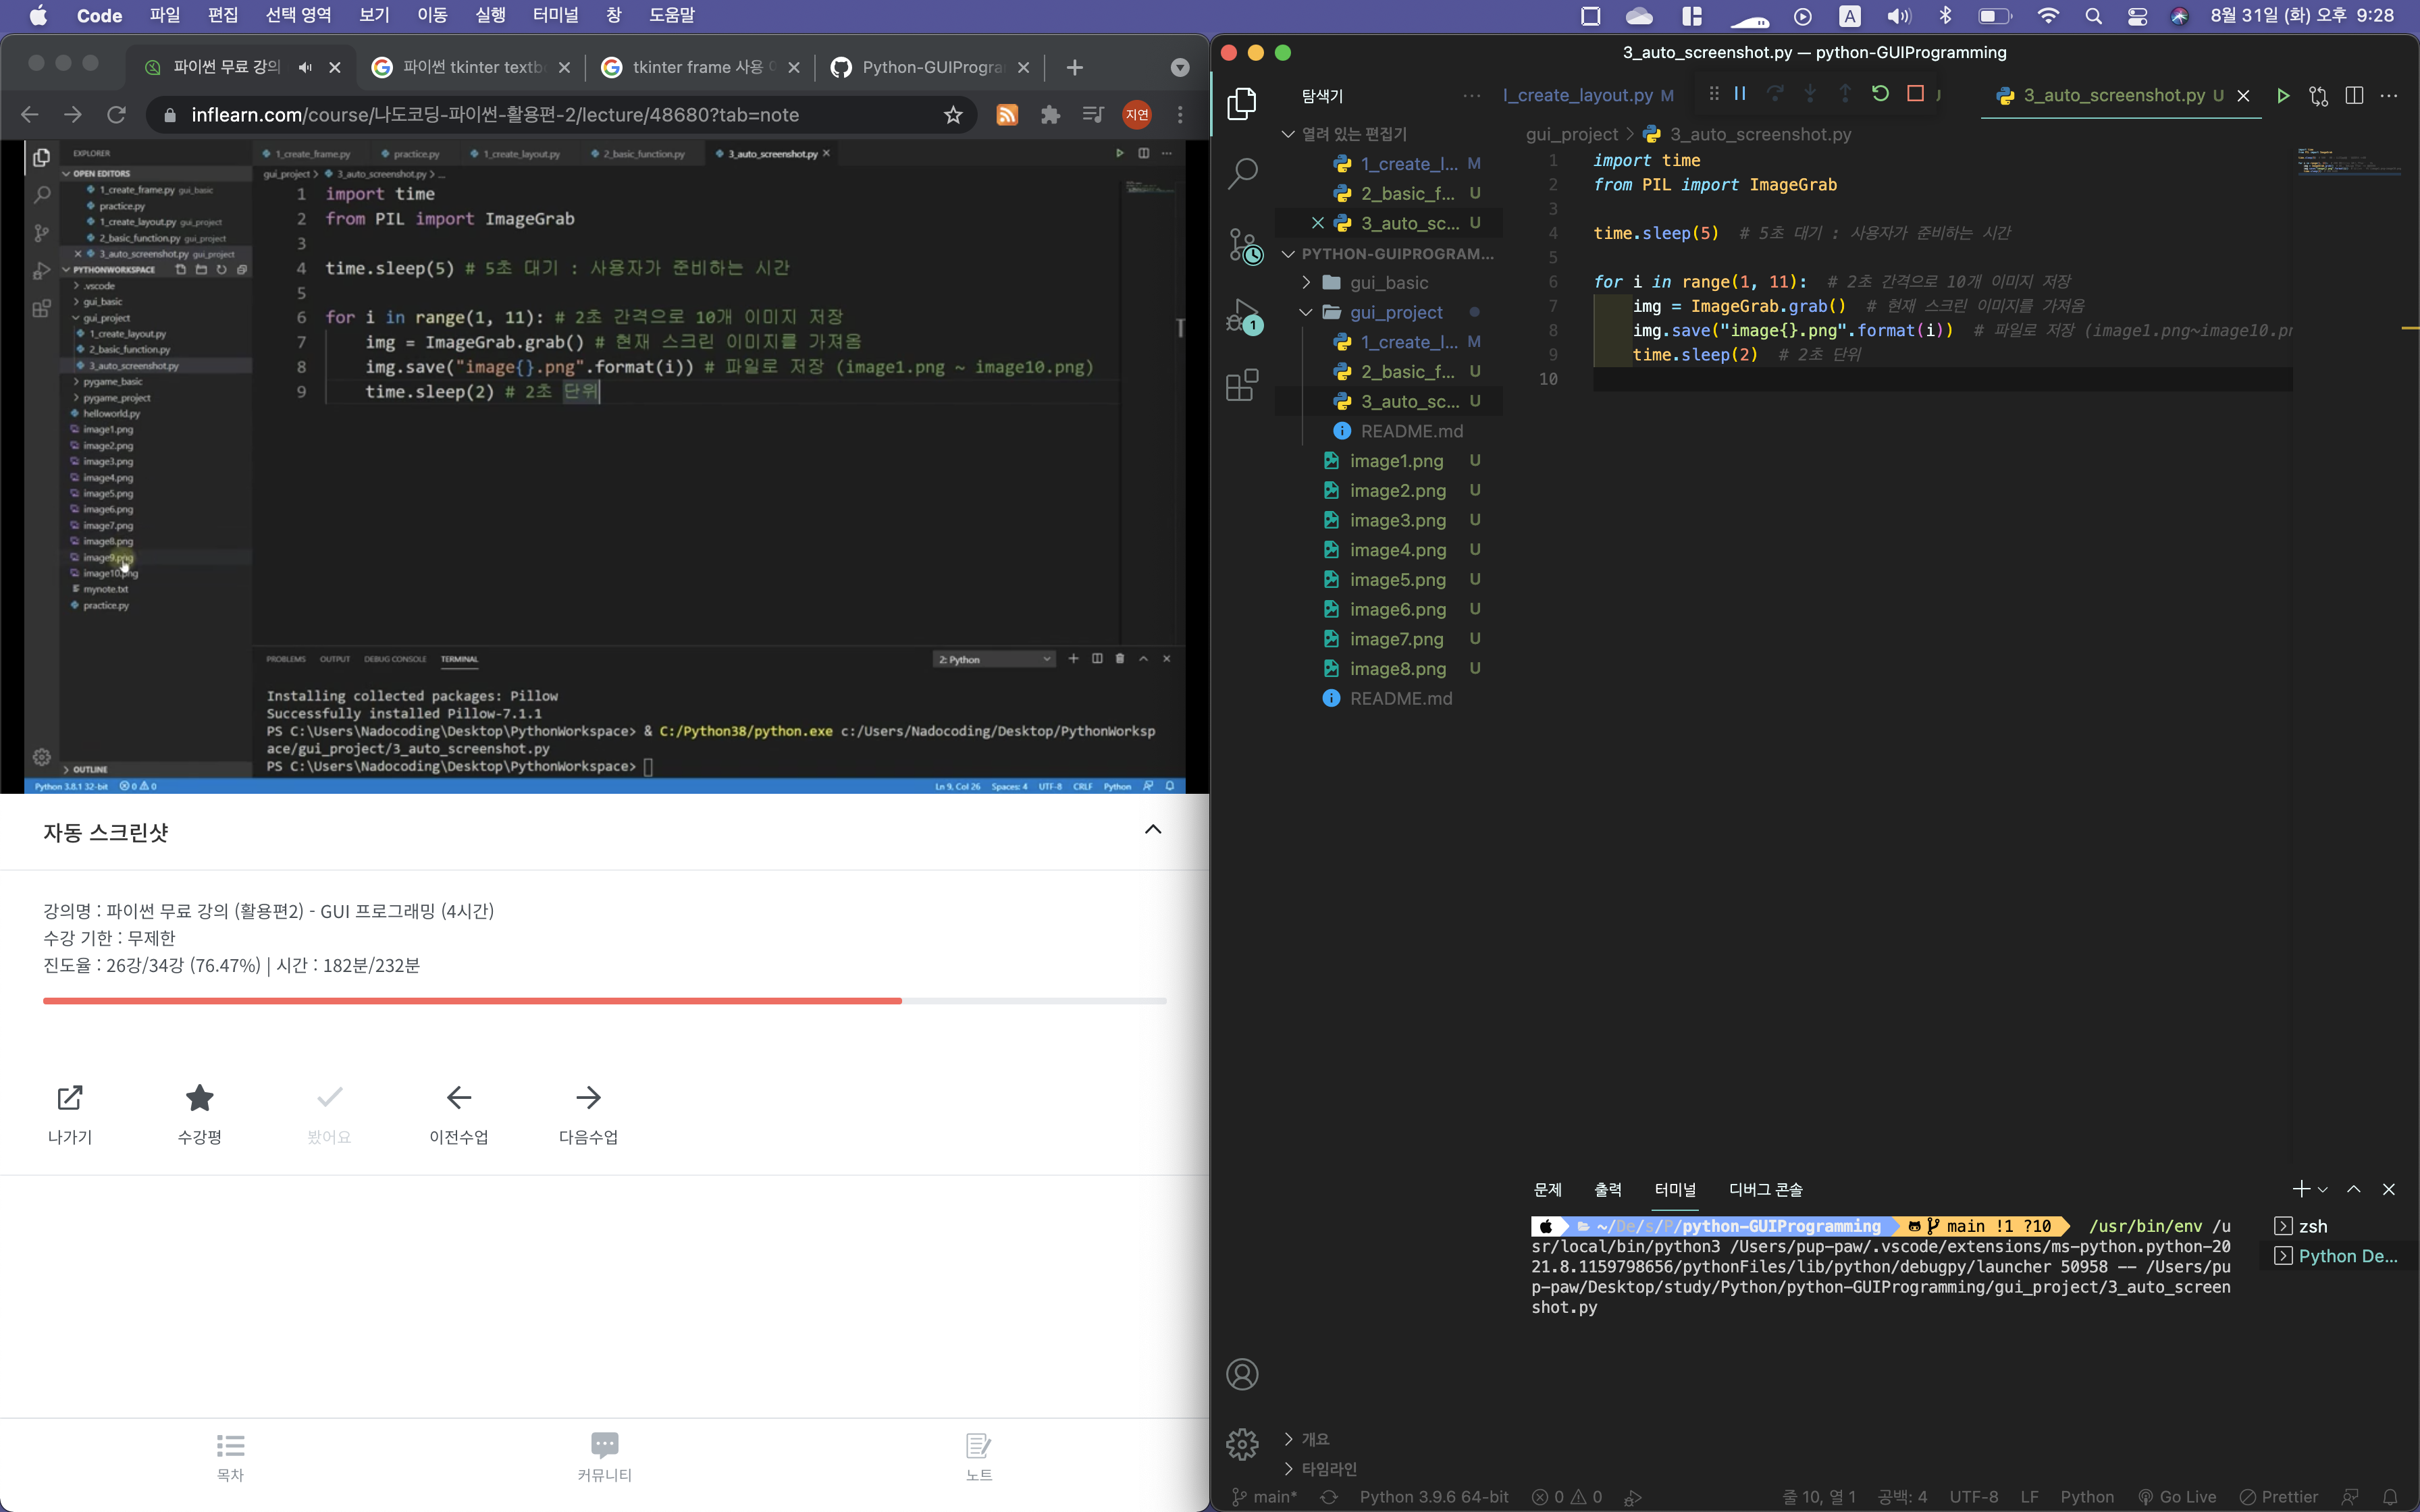 Code 파일 편집 선택 영역 보기 이동 실행 터미널 창 도움말
A 8월 31일 (화) 오후 9:28
파이썬 무료 강의
파이썬 tkinter textb
tkinter frame 사용
Python-GUIProgra
inflearn.com/course/나도코딩-파이썬-활용편-2/lecture/48680?tab=note
지연
EXPLORER
OPEN EDITORS
1_create_frame.py gui_basic
practice.py
1_create_layout.py gui_project
2_basic_function.py gui_project
3_auto_screenshot.py gui_project
PYTHONWORKSPACE
.vscode
gui_basic
gui_project
1_create_layout.py
2_basic_function.py
3_auto_screenshot.py
pygame_basic
pygame_project
helloworld.py
image1.png
image2.png
image3.png
image4.png
image5.png
image6.png
image7.png
image8.png
image9.png
image10.png
mynote.txt
practice.py
OUTLINE
1_create_frame.py practice.py 1_create_layout.py 2_basic_function.py 3_auto_screenshot.py
gui_project > 3_auto_screenshot.py > ...
1 import time
2 from PIL import ImageGrab
3
4 time.sleep(5) # 5초 대기 : 사용자가 준비하는 시간
5
6 for i in range(1, 11): # 2초 간격으로 10개 이미지 저장
7 img = ImageGrab.grab() # 현재 스크린 이미지를 가져옴
8 img.save("image{}.png".format(i)) # 파일로 저장 (image1.png ~ image10.png)
9 time.sleep(2) # 2초 단위
PROBLEMS OUTPUT DEBUG CONSOLE TERMINAL 2: Python
Installing collected packages: Pillow
Successfully installed Pillow-7.1.1
PS C:\Users\Nadocoding\Desktop\PythonWorkspace> & C:/Python38/python.exe c:/Users/Nadocoding/Desktop/PythonWorksp
ace/gui_project/3_auto_screenshot.py
PS C:\Users\Nadocoding\Desktop\PythonWorkspace>
Python 3.8.1 32-bit 0 0 Ln 9, Col 26 Spaces: 4 UTF-8 CRLF Python
자동 스크린샷
강의명 : 파이썬 무료 강의 (활용편2) - GUI 프로그래밍 (4시간)
수강 기한 : 무제한
진도율 : 26강/34강 (76.47%) | 시간 : 182분/232분
나가기 수강평 봤어요 이전수업 다음수업
목차 커뮤니티 노트
3_auto_screenshot.py — python-GUIProgramming
탐색기
열려 있는 편집기
1_create_l... M
2_basic_f... U
3_auto_sc... U
PYTHON-GUIPROGRAM...
gui_basic
gui_project
1_create_l... M
2_basic_f... U
3_auto_sc... U
README.md
image1.png U
image2.png U
image3.png U
image4.png U
image5.png U
image6.png U
image7.png U
image8.png U
README.md
1
개요
타임라인
l_create_layout.py M
3_auto_screenshot.py U
gui_project > 3_auto_screenshot.py
1 import time
2 from PIL import ImageGrab
3
4 time.sleep(5) # 5초 대기 : 사용자가 준비하는 시간
5
6 for i in range(1, 11): # 2초 간격으로 10개 이미지 저장
7 img = ImageGrab.grab() # 현재 스크린 이미지를 가져옴
8 img.save("image{}.png".format(i)) # 파일로 저장 (image1.png~image10.pn
9 time.sleep(2) # 2초 단위
10
문제 출력 터미널 디버그 콘솔
~/De/s/P/python-GUIProgramming main !1 ?10 /usr/bin/env /u
sr/local/bin/python3 /Users/pup-paw/.vscode/extensions/ms-python.python-20
21.8.1159798656/pythonFiles/lib/python/debugpy/launcher 50958 -- /Users/pu
p-paw/Desktop/study/Python/python-GUIProgramming/gui_project/3_auto_screen
shot.py
zsh
Python De...
main* Python 3.9.6 64-bit 0 0 줄 10, 열 1 공백: 4 UTF-8 LF Python Go Live Prettier